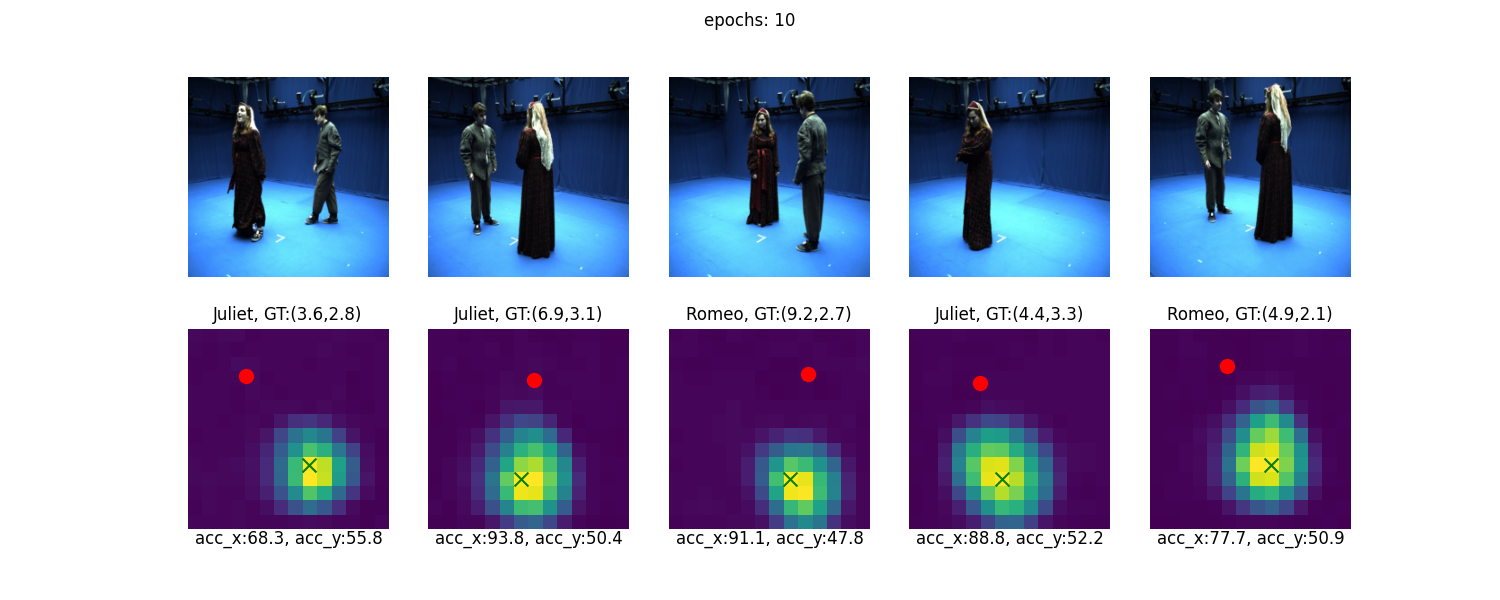 epochs: 10
Juliet, GT:(3.6,2.8)
Juliet, GT:(6.9,3.1)
Romeo, GT:(9.2,2.7)
Juliet, GT:(4.4,3.3)
Romeo, GT:(4.9,2.1)
acc_x:68.3, acc_y:55.8
acc_x:93.8, acc_y:50.4
acc_x:91.1, acc_y:47.8
acc_x:88.8, acc_y:52.2
acc_x:77.7, acc_y:50.9